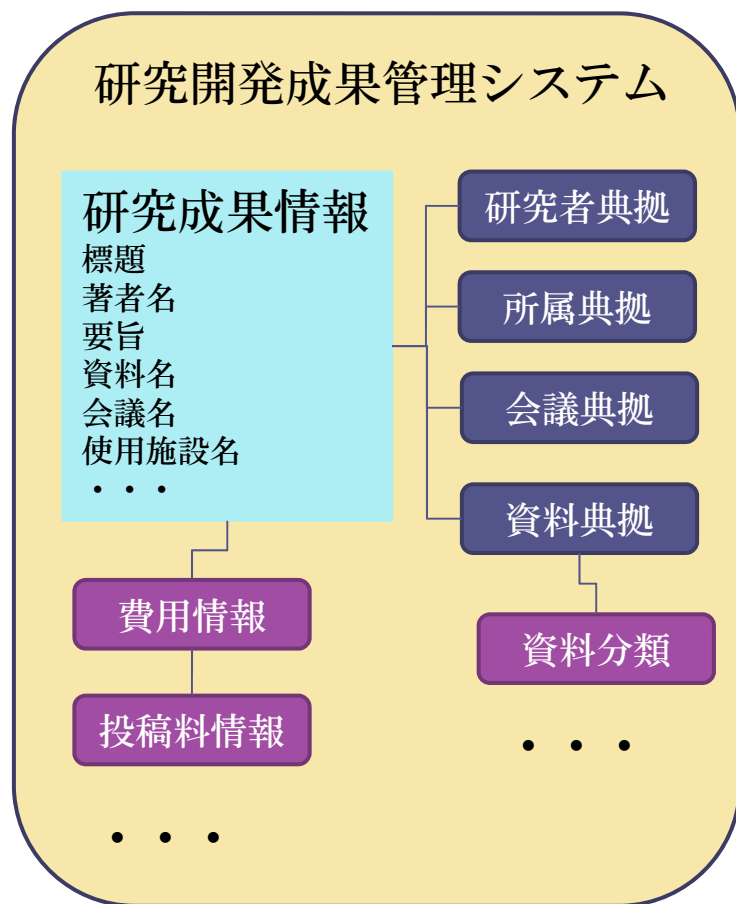 研究開発成果管理システム
研究成果情報
標題
著者名
要旨
資料名
会議名
使用施設名
・・・
研究者典拠
所属典拠
会議典拠
資料典拠
資料分類
・・・
費用情報
投稿料情報
・・・